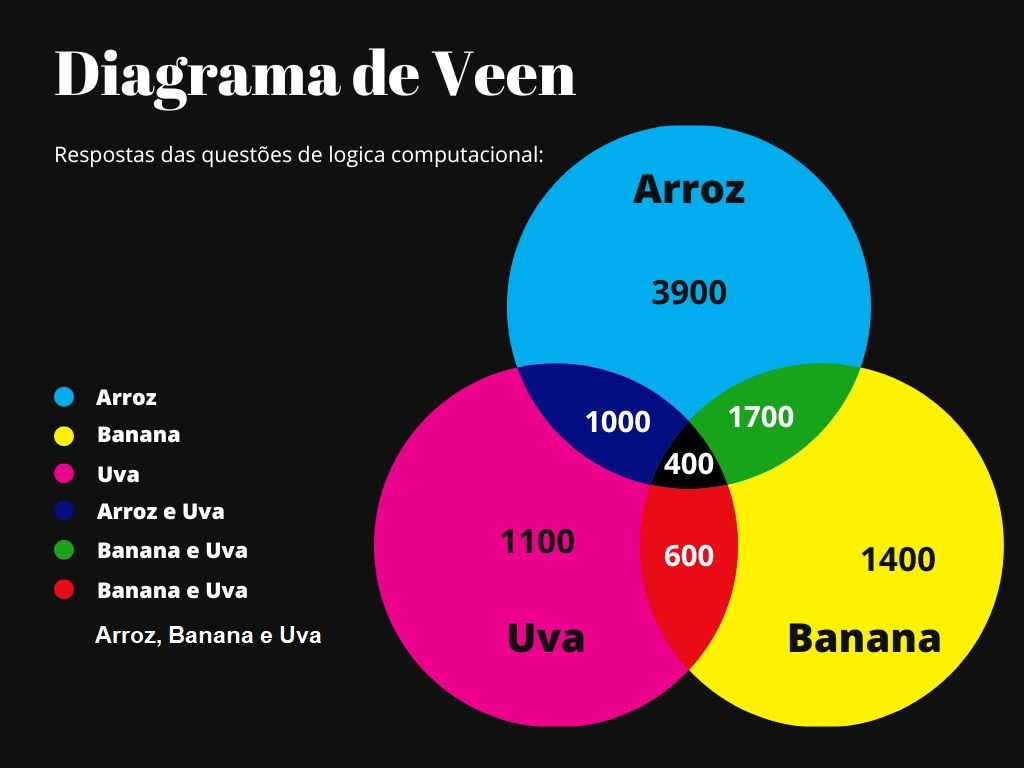 Diagrama de Veen
Respostas das questões de logica computacional:
Arroz
3900
1000
1700
400
1100
600
1400
Uva
Banana
Arroz
Banana
Uva
Arroz e Uva
Banana e Uva
Banana e Uva
Arroz, Banana e Uva